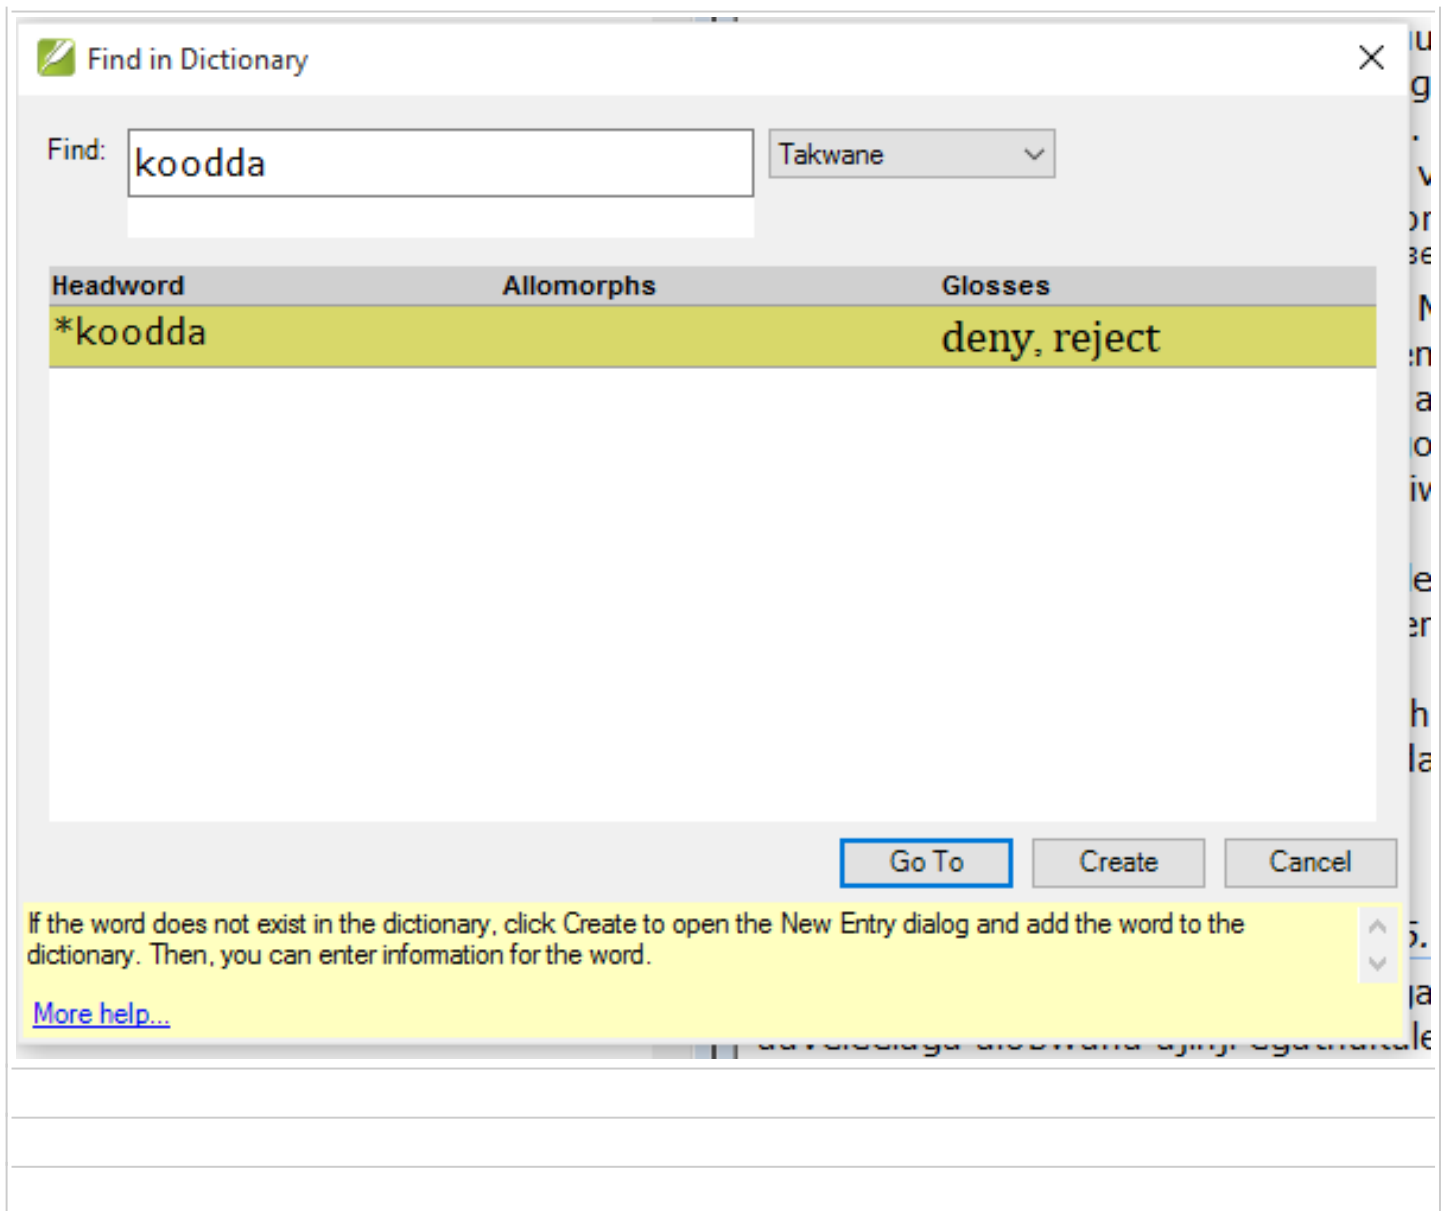 Find in Dictionary
Find: koodda Takwane
Headword Allomorphs Glosses
*koodda deny, reject
Go To Create Cancel
If the word does not exist in the dictionary, click Create to open the New Entry dialog and add the word to the
dictionary. Then, you can enter information for the word.
More help...